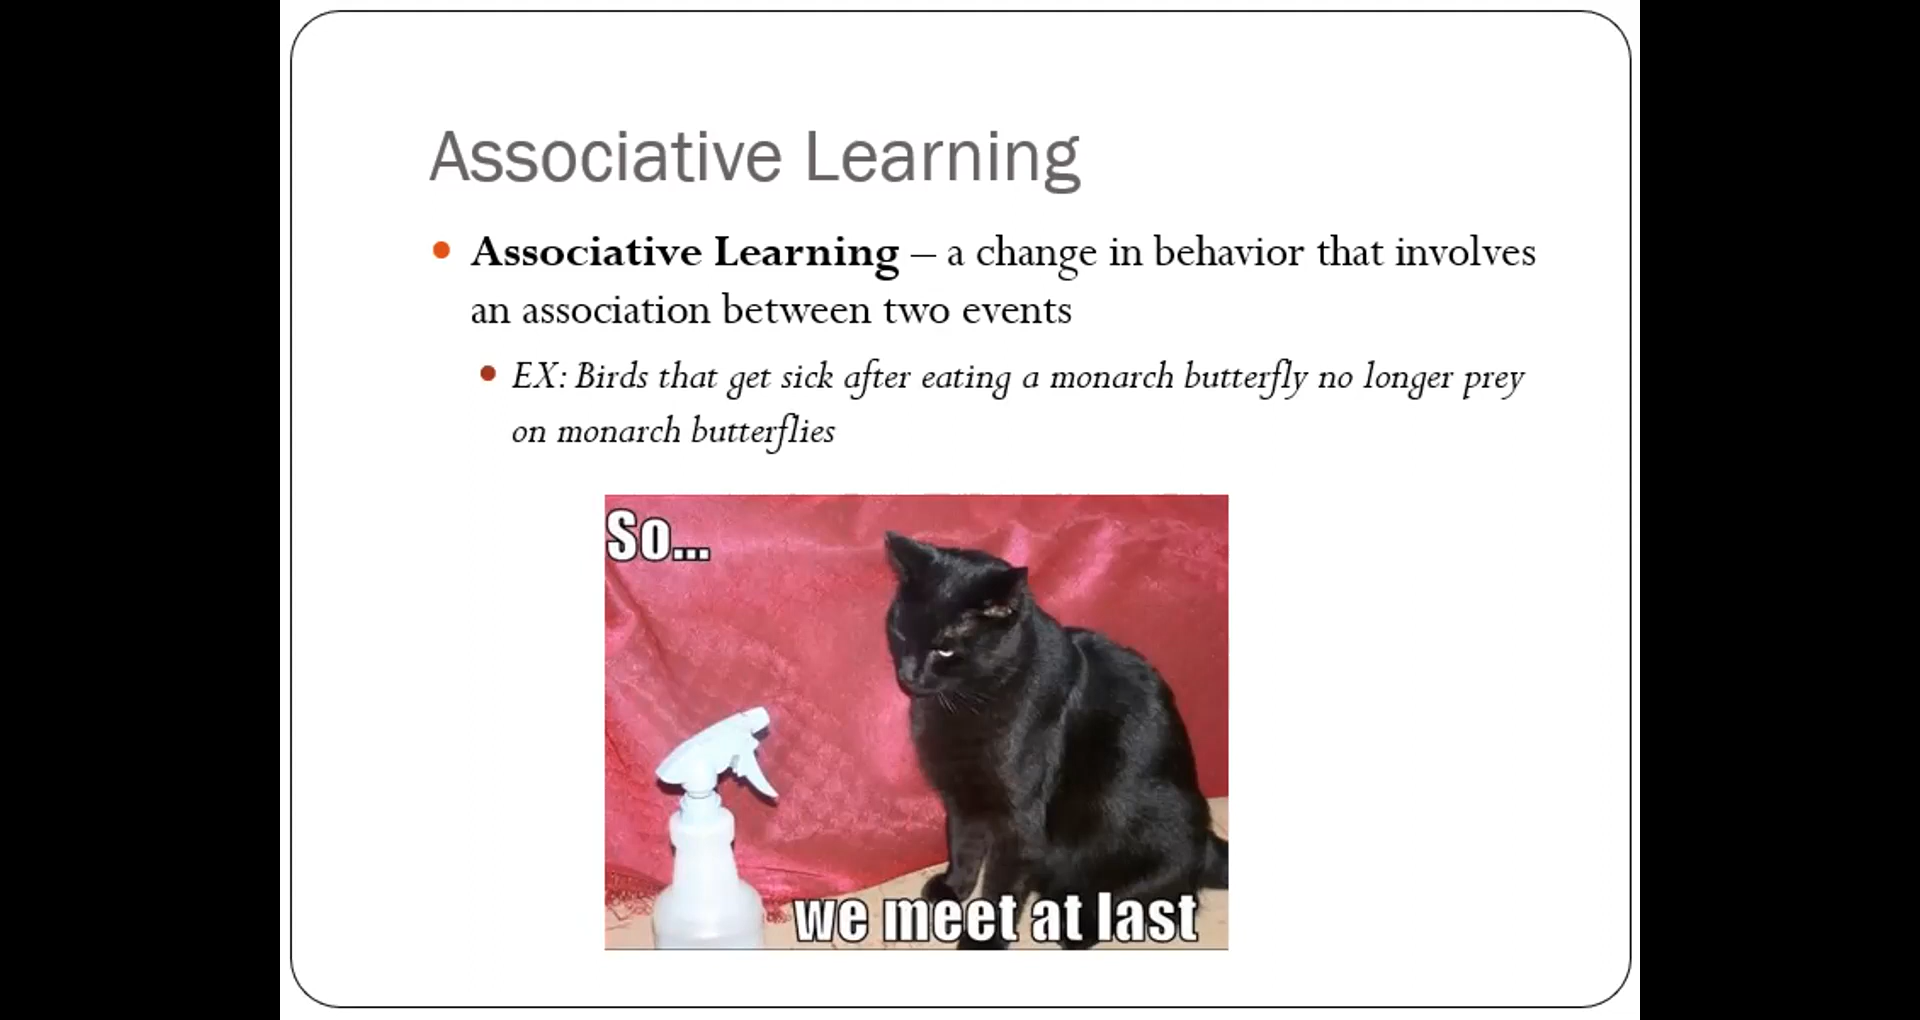 Associative Learning
• Associative Learning – a change in behavior that involves
an association between two events
• EX: Birds that get sick after eating a monarch butterfly no longer prey
on monarch butterflies
So...
we meet at last